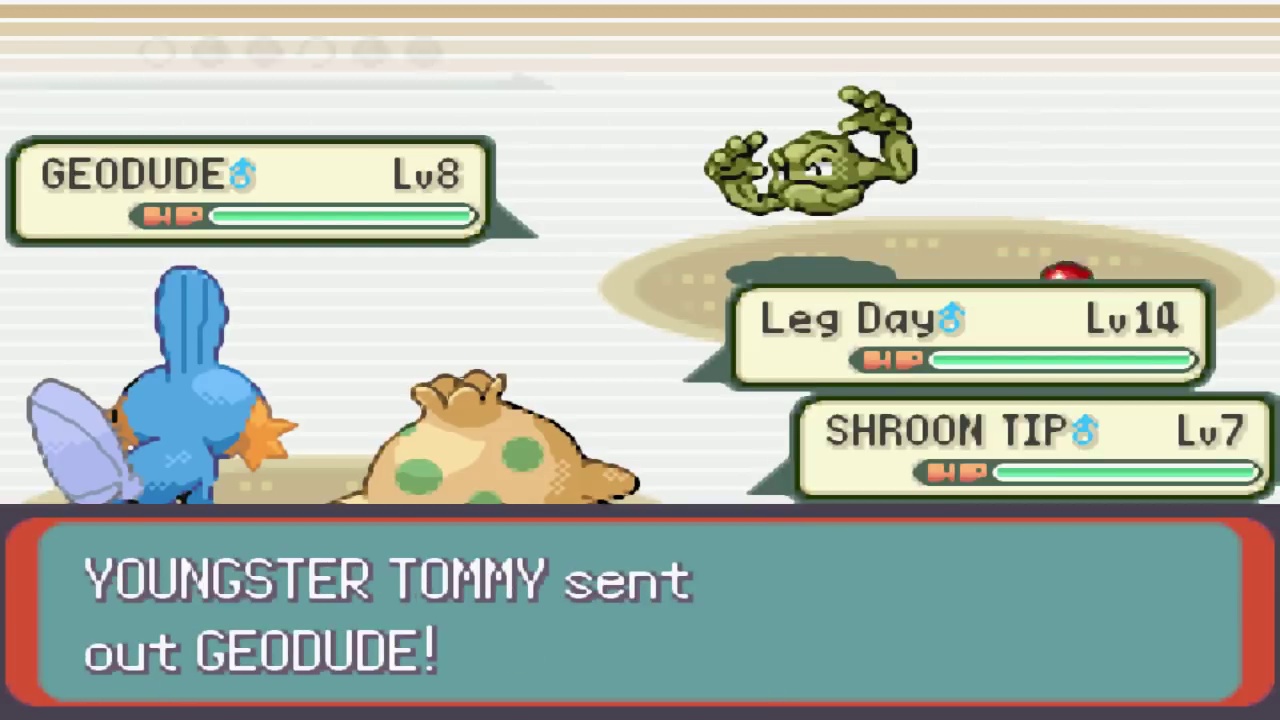 GEODUDE♂ Lv8
HP
Leg Day♂ Lv14
HP
SHROON TIP♂ Lv7
HP
YOUNGSTER TOMMY sent
out GEODUDE!